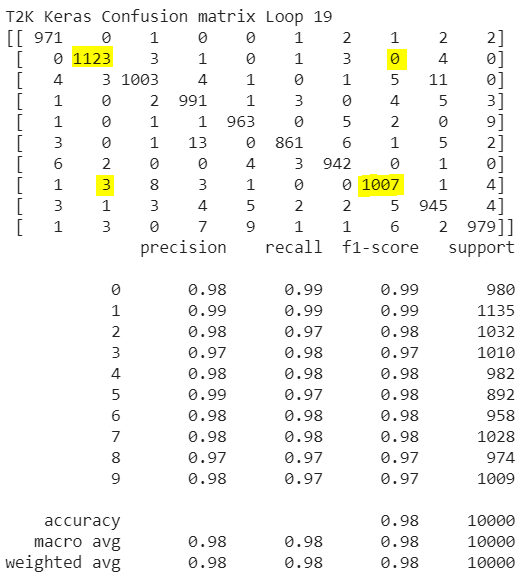 T2K Keras Confusion matrix Loop 19
[[ 971 0 1 0 0 1 2 1 2 2]
[ 0 1123 3 1 0 1 3 0 4 0]
[ 4 3 1003 4 1 0 1 5 11 0]
[ 1 0 2 991 1 3 0 4 5 3]
[ 1 0 1 1 963 0 5 2 0 9]
[ 3 0 1 13 0 861 6 1 5 2]
[ 6 2 0 0 4 3 942 0 1 0]
[ 1 3 8 3 1 0 0 1007 1 4]
[ 3 1 3 4 5 2 2 5 945 4]
[ 1 3 0 7 9 1 1 6 2 979]]
precision recall f1-score support
0 0.98 0.99 0.99 980
1 0.99 0.99 0.99 1135
2 0.98 0.97 0.98 1032
3 0.97 0.98 0.97 1010
4 0.98 0.98 0.98 982
5 0.99 0.97 0.98 892
6 0.98 0.98 0.98 958
7 0.98 0.98 0.98 1028
8 0.97 0.97 0.97 974
9 0.98 0.97 0.97 1009
accuracy 0.98 10000
macro avg 0.98 0.98 0.98 10000
weighted avg 0.98 0.98 0.98 10000